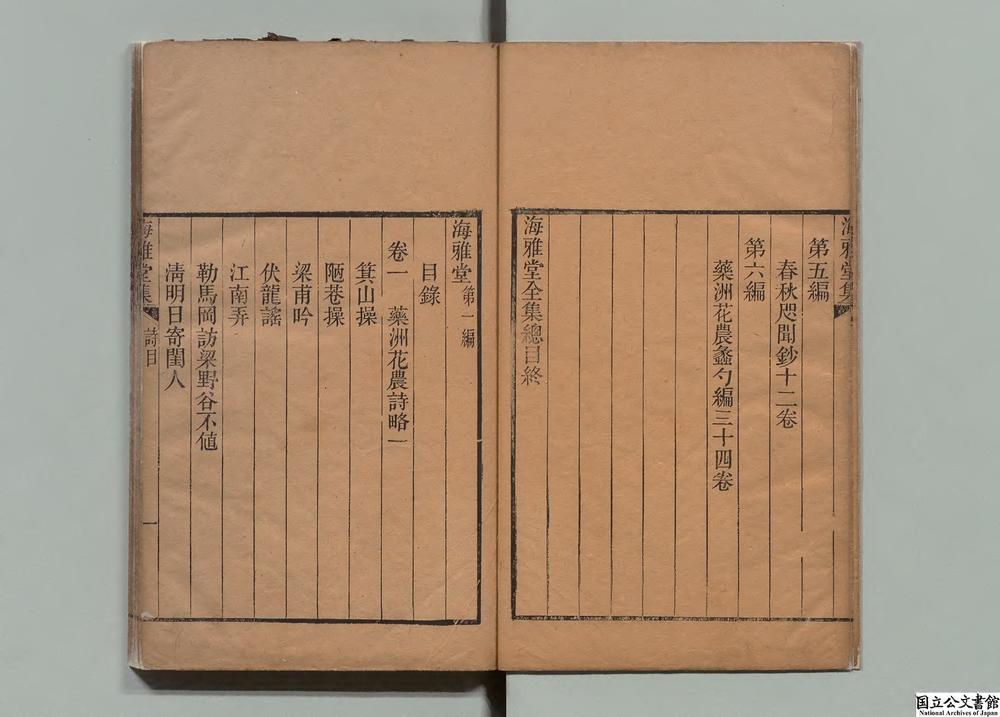 海雅堂集
第五編
春秋咫聞鈔十二卷
第六編
藥洲花農蠡勺編三十四卷
海雅堂全集總目終
海雅堂第一編
目錄
卷一 藥洲花農詩略一
箕山操
陋巷操
梁甫吟
伏龍謡
江南弄
勒馬岡訪梁野谷不値
清明日寄閨人
海雅堂集 詩目 一
国立公文書館
National Archives of Japan